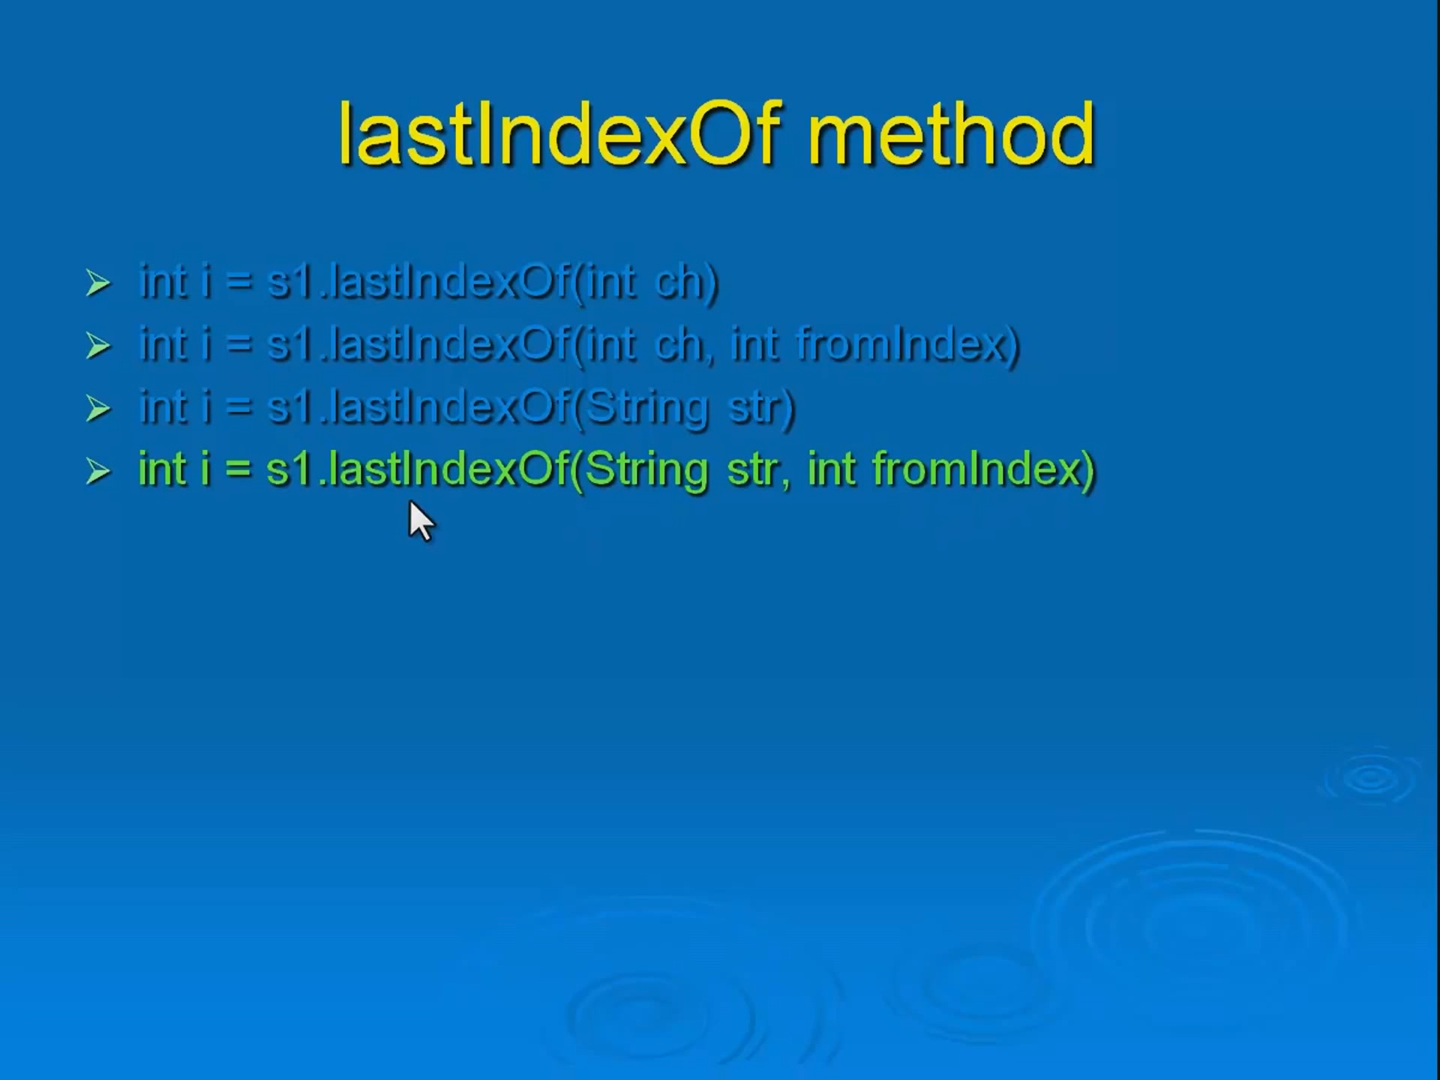 lastIndexOf method
int i = s1.lastIndexOf(int ch)
int i = s1.lastIndexOf(int ch, int fromIndex)
int i = s1.lastIndexOf(String str)
int i = s1.lastIndexOf(String str, int fromIndex)